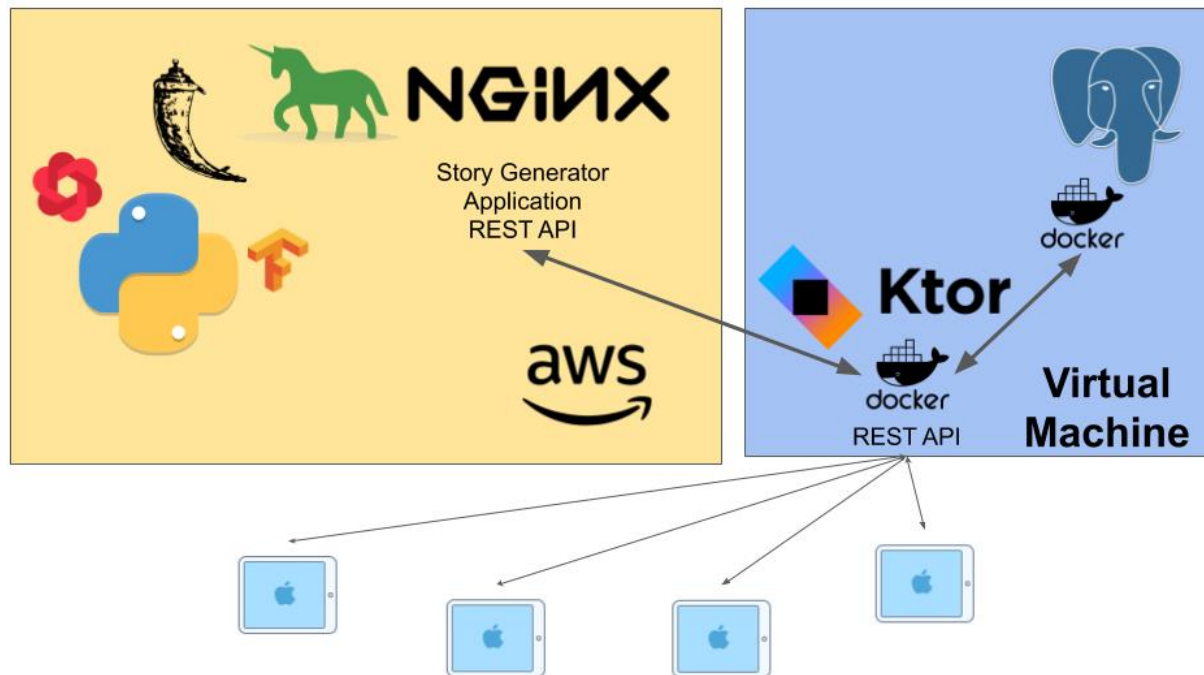 NGiNX
Story Generator
Application
REST API
aws
docker
Ktor
docker
REST API
Virtual
Machine